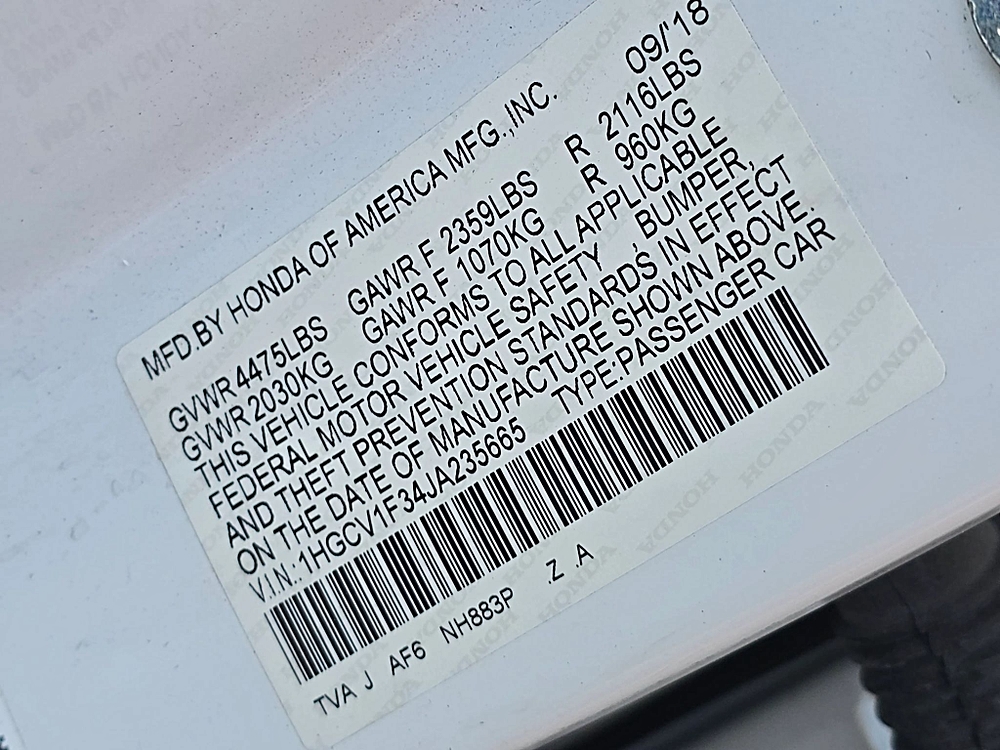 MFD.BY HONDA OF AMERICA MFG.,INC. 09/'18
GVWR 4475LBS GAWR F 2359LBS R 2116LBS
GVWR 2030KG GAWR F 1070KG R 960KG
THIS VEHICLE CONFORMS TO ALL APPLICABLE
FEDERAL MOTOR VEHICLE SAFETY , BUMPER,
AND THEFT PREVENTION STANDARDS IN EFFECT
ON THE DATE OF MANUFACTURE SHOWN ABOVE.
V.I.N.:1HGCV1F34JA235665 TYPE:PASSENGER CAR
TVA J AF6 NH883P .Z .A